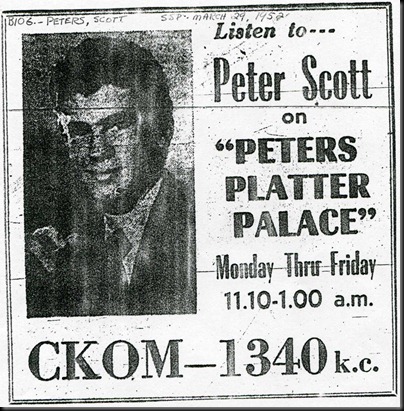 BIOG.-PETERS, SCOTT SSP- MARCH 29, 1952
Listen to---
Peter Scott
on
"PETERS
PLATTER
PALACE"
Monday Thru Friday
11.10-1.00 a.m.
CKOM—1340 k.c.